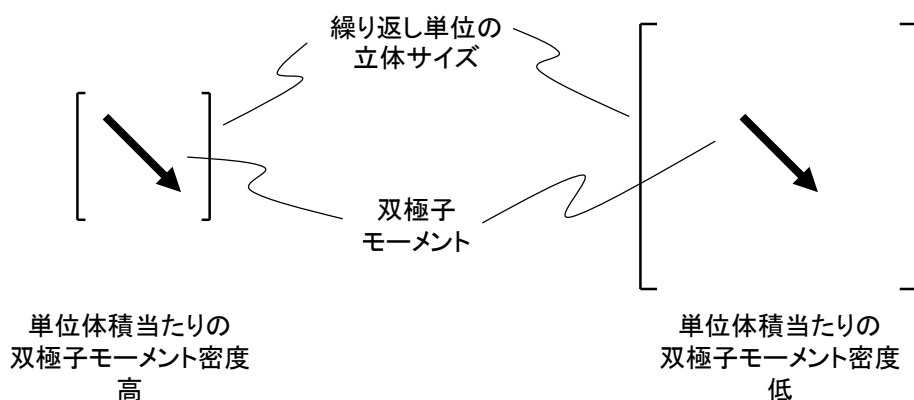 繰り返し単位の
立体サイズ
双極子
モーメント
単位体積当たりの
双極子モーメント密度
高
単位体積当たりの
双極子モーメント密度
低